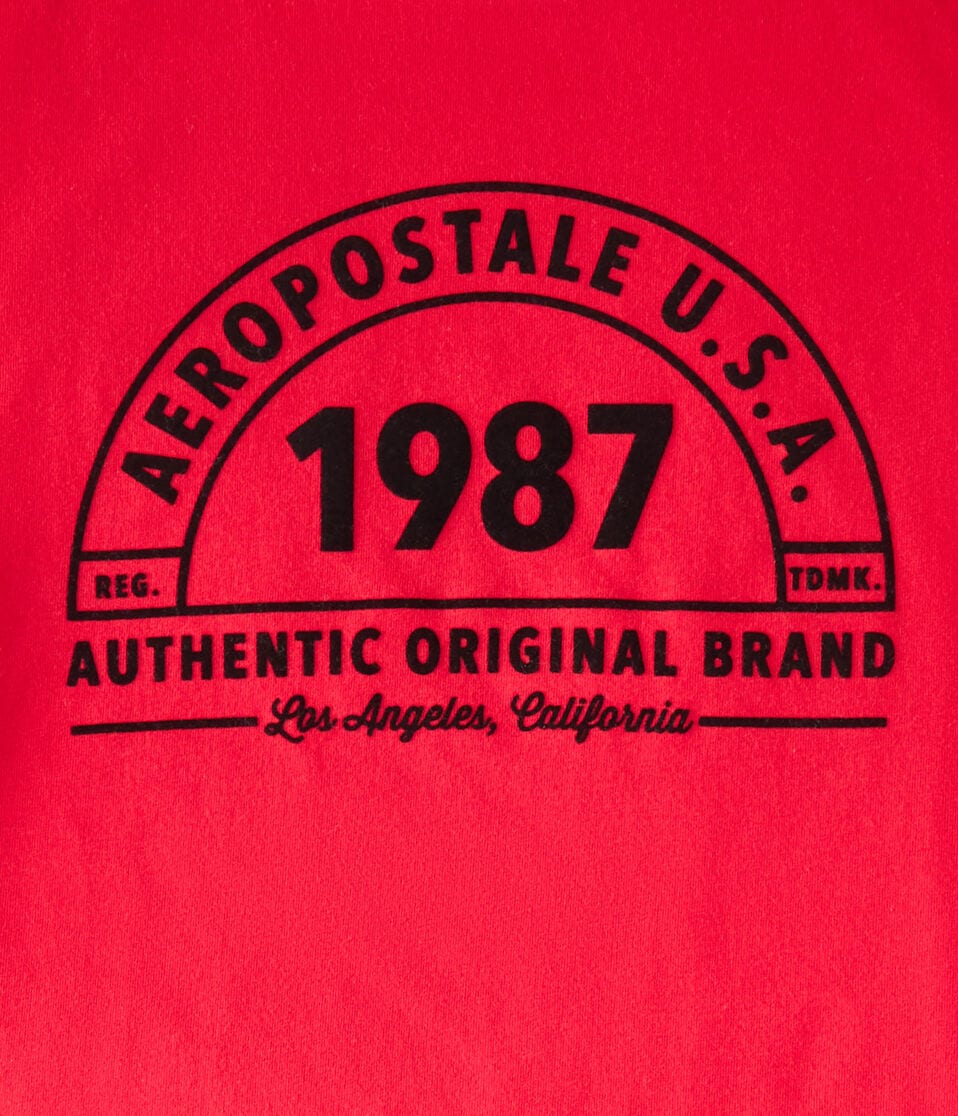 AEROPOSTALE U.S.A.
1987
REG.
TDMK.
AUTHENTIC ORIGINAL BRAND
Los Angeles, California